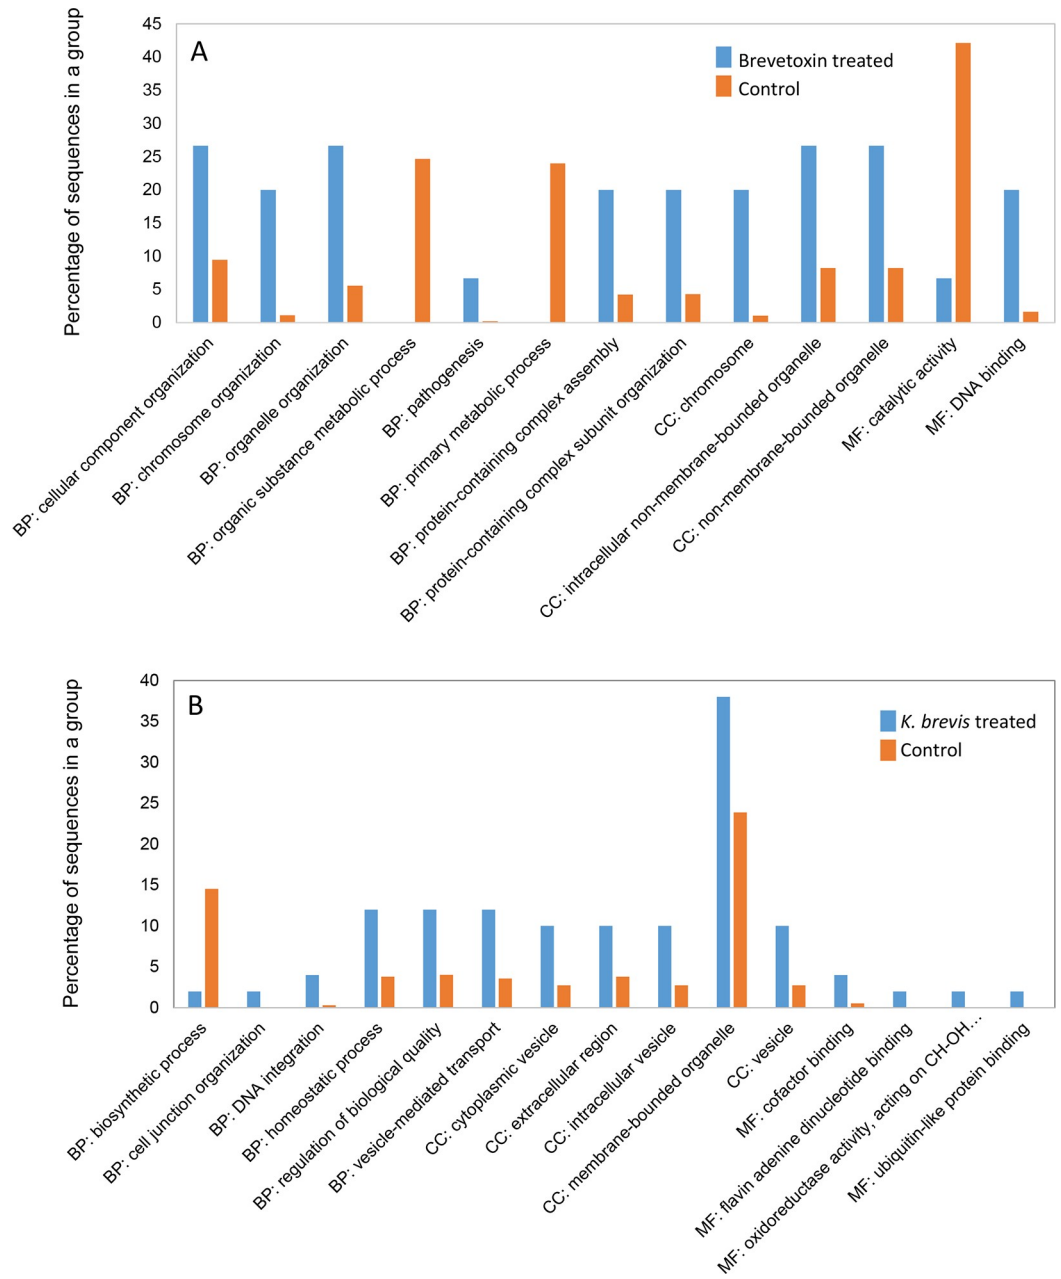 A
Percentage of sequences in a group
45
40
35
30
25
20
15
10
5
0
Brevetoxin treated
Control
BP: cellular component organization
BP: chromosome organization
BP: organelle organization
BP: organic substance metabolic process
BP: pathogenesis
BP: primary metabolic process
BP: protein-containing complex assembly
BP: protein-containing complex subunit organization
CC: chromosome
CC: intracellular non-membrane-bounded organelle
CC: non-membrane-bounded organelle
MF: catalytic activity
MF: DNA binding
B
Percentage of sequences in a group
40
35
30
25
20
15
10
5
0
K. brevis treated
Control
BP: biosynthetic process
BP: cell junction organization
BP: DNA integration
BP: homeostatic process
BP: regulation of biological quality
BP: vesicle-mediated transport
CC: cytoplasmic vesicle
CC: extracellular region
CC: intracellular vesicle
CC: membrane-bounded organelle
CC: vesicle
MF: cofactor binding
MF: flavin adenine dinucleotide binding
MF: oxidoreductase activity, acting on CH-OH...
MF: ubiquitin-like protein binding